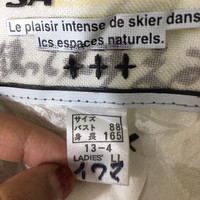 Le plaisir intense de skier dans
les espaces naturels.
+++
サイズ
バスト 88
身長 165
13-4
LADIES' LL